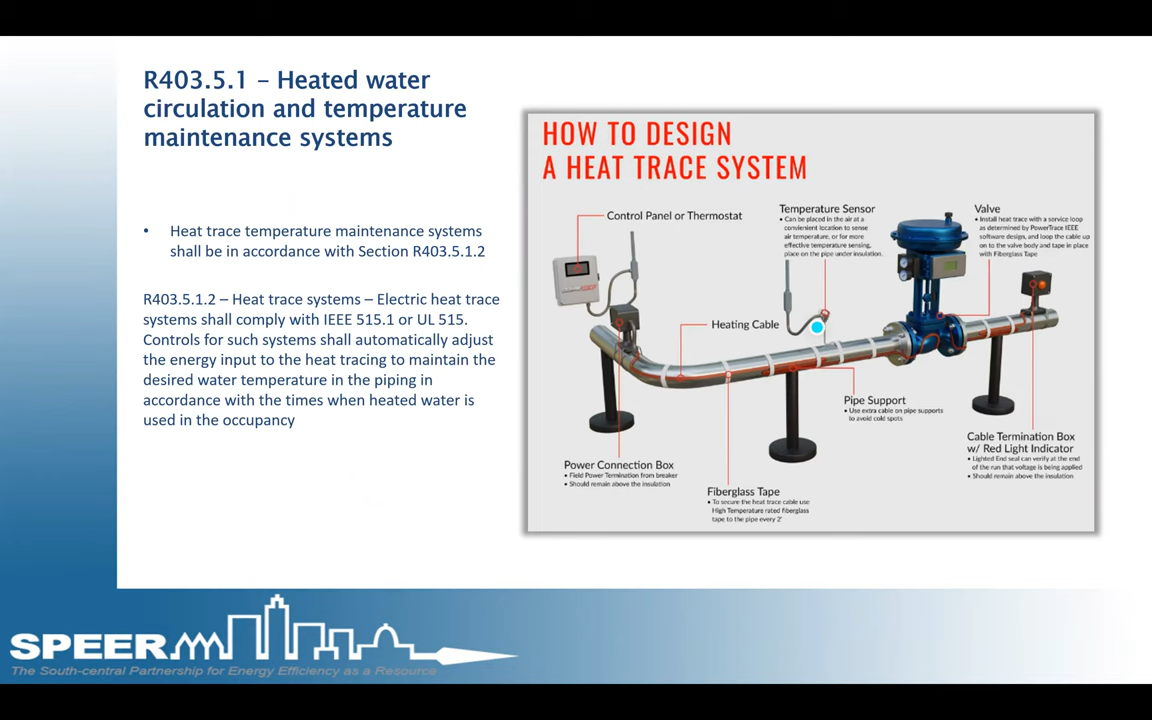 R403.5.1 – Heated water
circulation and temperature
maintenance systems
• Heat trace temperature maintenance systems
shall be in accordance with Section R403.5.1.2
R403.5.1.2 – Heat trace systems – Electric heat trace
systems shall comply with IEEE 515.1 or UL 515.
Controls for such systems shall automatically adjust
the energy input to the heat tracing to maintain the
desired water temperature in the piping in
accordance with the times when heated water is
used in the occupancy
HOW TO DESIGN
A HEAT TRACE SYSTEM
Control Panel or Thermostat
Temperature Sensor
• Can be placed in the air at a
convenient location to sense
air temperature, or for more
effective temperature sensing,
place on the pipe under insulation.
Valve
• Install heat trace with a service loop
as determined by PowerTrace IEEE
software design, and loop the cable up
on to the valve body and tape in place
with Fiberglass Tape
Heating Cable
Pipe Support
• Use extra cable on pipe supports
to avoid cold spots
Cable Termination Box
w/ Red Light Indicator
• Lighted End seal can verify at the end
of the run that voltage is being applied
• Should remain above the insulation
Power Connection Box
• Field Power Termination from breaker
• Should remain above the insulation
Fiberglass Tape
• To secure the heat trace cable use
High Temperature rated fiberglass
tape to the pipe every 2'
SPEER
The South-central Partnership for Energy Efficiency as a Resource